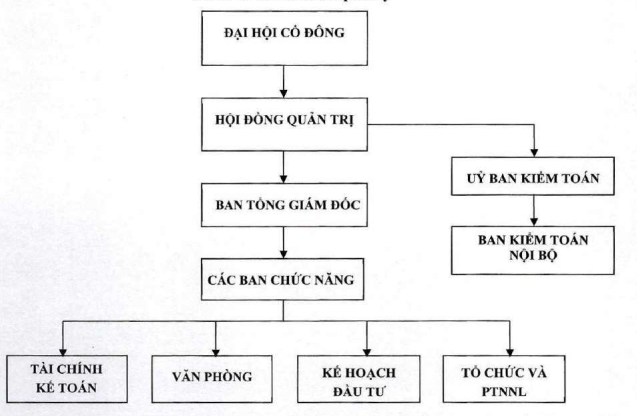 ĐẠI HỘI CỔ ĐÔNG
HỘI ĐỒNG QUẢN TRỊ
UỶ BAN KIỂM TOÁN
BAN TỔNG GIÁM ĐỐC
BAN KIỂM TOÁN
NỘI BỘ
CÁC BAN CHỨC NĂNG
TÀI CHÍNH
KẾ TOÁN
VĂN PHÒNG
KẾ HOẠCH
ĐẦU TƯ
TỔ CHỨC VÀ
PTNNL